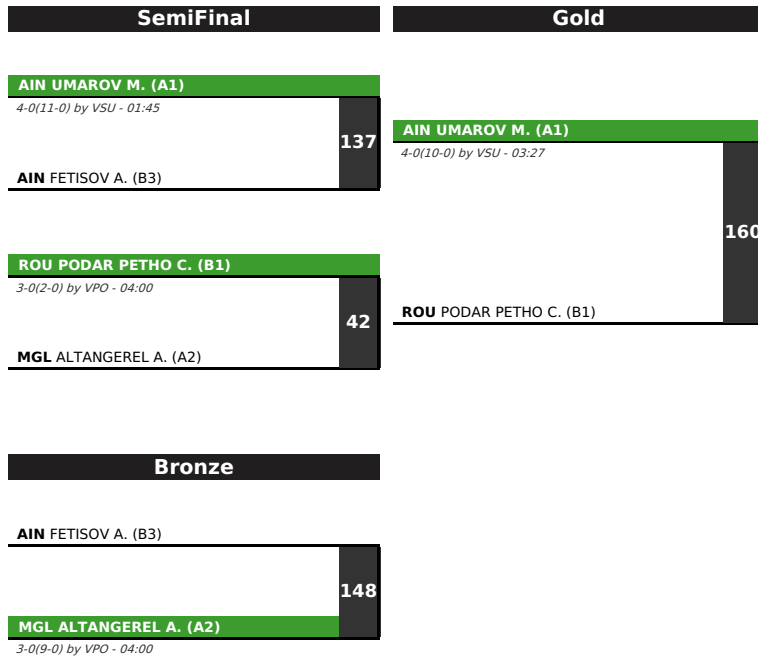 SemiFinal
AIN UMAROV M. (A1)
4-0(11-0) by VSU - 01:45
137
AIN FETISOV A. (B3)
ROU PODAR PETHO C. (B1)
3-0(2-0) by VPO - 04:00
42
MGL ALTANGEREL A. (A2)
Gold
AIN UMAROV M. (A1)
4-0(10-0) by VSU - 03:27
160
ROU PODAR PETHO C. (B1)
Bronze
AIN FETISOV A. (B3)
148
MGL ALTANGEREL A. (A2)
3-0(9-0) by VPO - 04:00